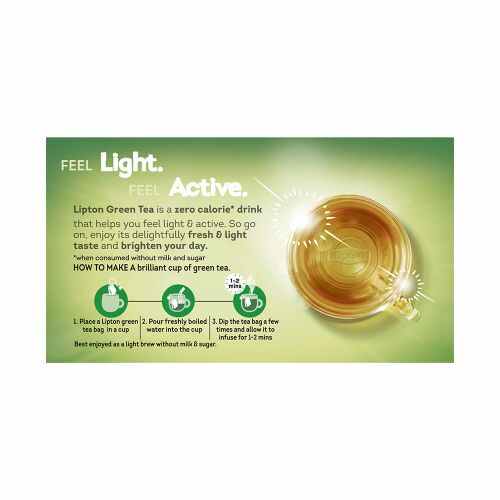 FEEL Light.
FEEL Active.
Lipton Green Tea is a zero calorie* drink
that helps you feel light & active. So go
on, enjoy its delightfully fresh & light
taste and brighten your day.
*when consumed without milk and sugar
HOW TO MAKE A brilliant cup of green tea.
1-2
mins
1. Place a Lipton green
tea bag in a cup
2. Pour freshly boiled
water into the cup
3. Dip the tea bag a few
times and allow it to
infuse for 1-2 mins
Best enjoyed as a light brew without milk & sugar.